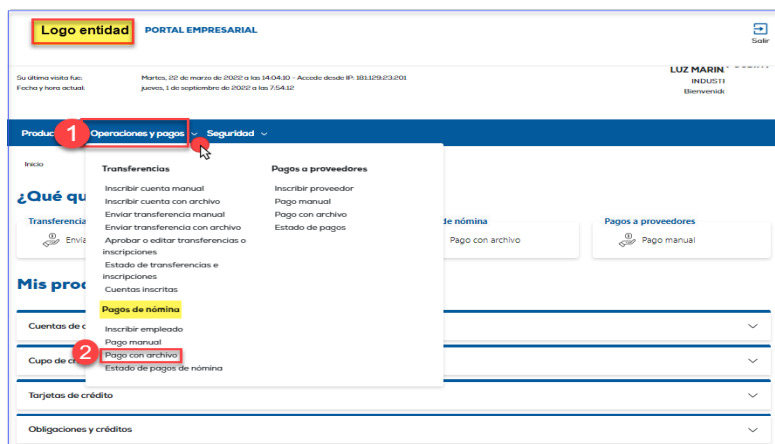 Logo entidad
PORTAL EMPRESARIAL
Salir
LUZ MARIN
INDUSTI
Su última visita fue: Martes, 22 de marzo de 2022 a las 14:04:10 - Accede desde IP: 181.129.23.201
Fecha y hora actual: jueves, 1 de septiembre de 2022 a las 7:54:12
Bienvenid
Produc 1 Operaciones y pagos Seguridad
Inicio
Transferencias
Pagos a proveedores
Inscribir cuenta manual
Inscribir proveedor
Inscribir cuenta con archivo
Pago manual
Enviar transferencia manual
Pago con archivo
Enviar transferencia con archivo
Estado de pagos
Aprobar o editar transferencias o
inscripciones
Estado de transferencias e
inscripciones
Cuentas inscritas
Pagos de nómina
Inscribir empleado
Pago manual
2 Pago con archivo
Estado de pagos de nómina
¿Qué qu
Transferencia
de nómina
Pagos a proveedores
Envia
Pago con archivo
Pago manual
Mis prod
Cuentas de
Cupo de
Tarjetas de crédito
Obligaciones y créditos